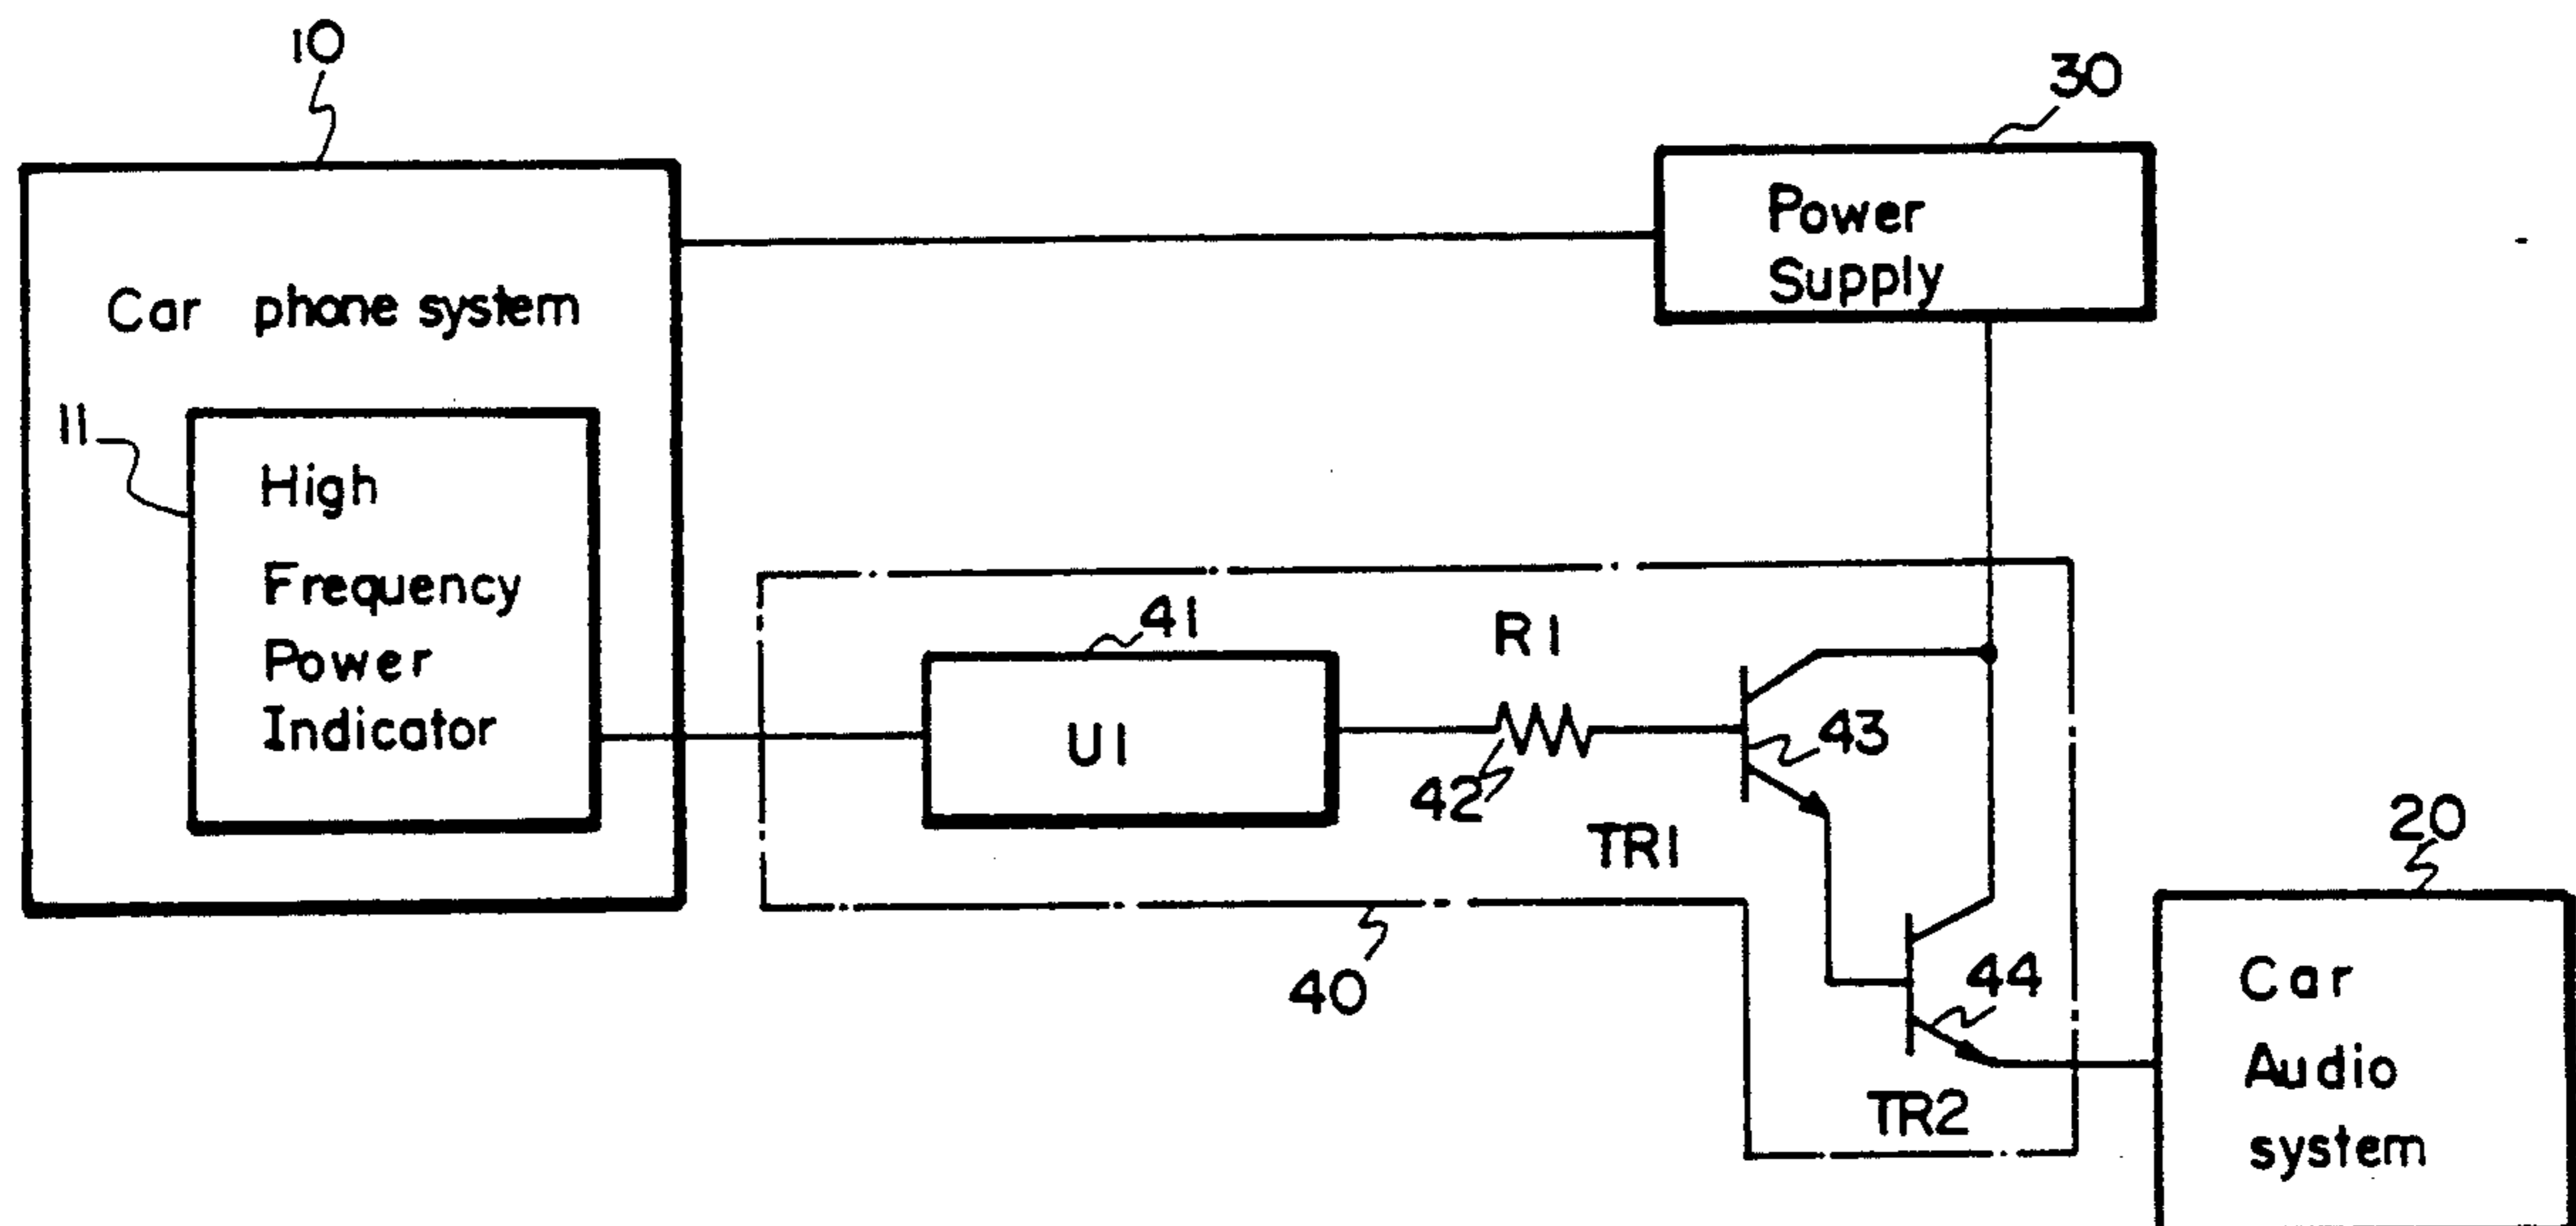 10
30
Power
Supply
Car phone system
11
High
Frequency
Power
Indicator
41
R1
U1
42
43
TR1
40
44
TR2
20
Car
Audio
system